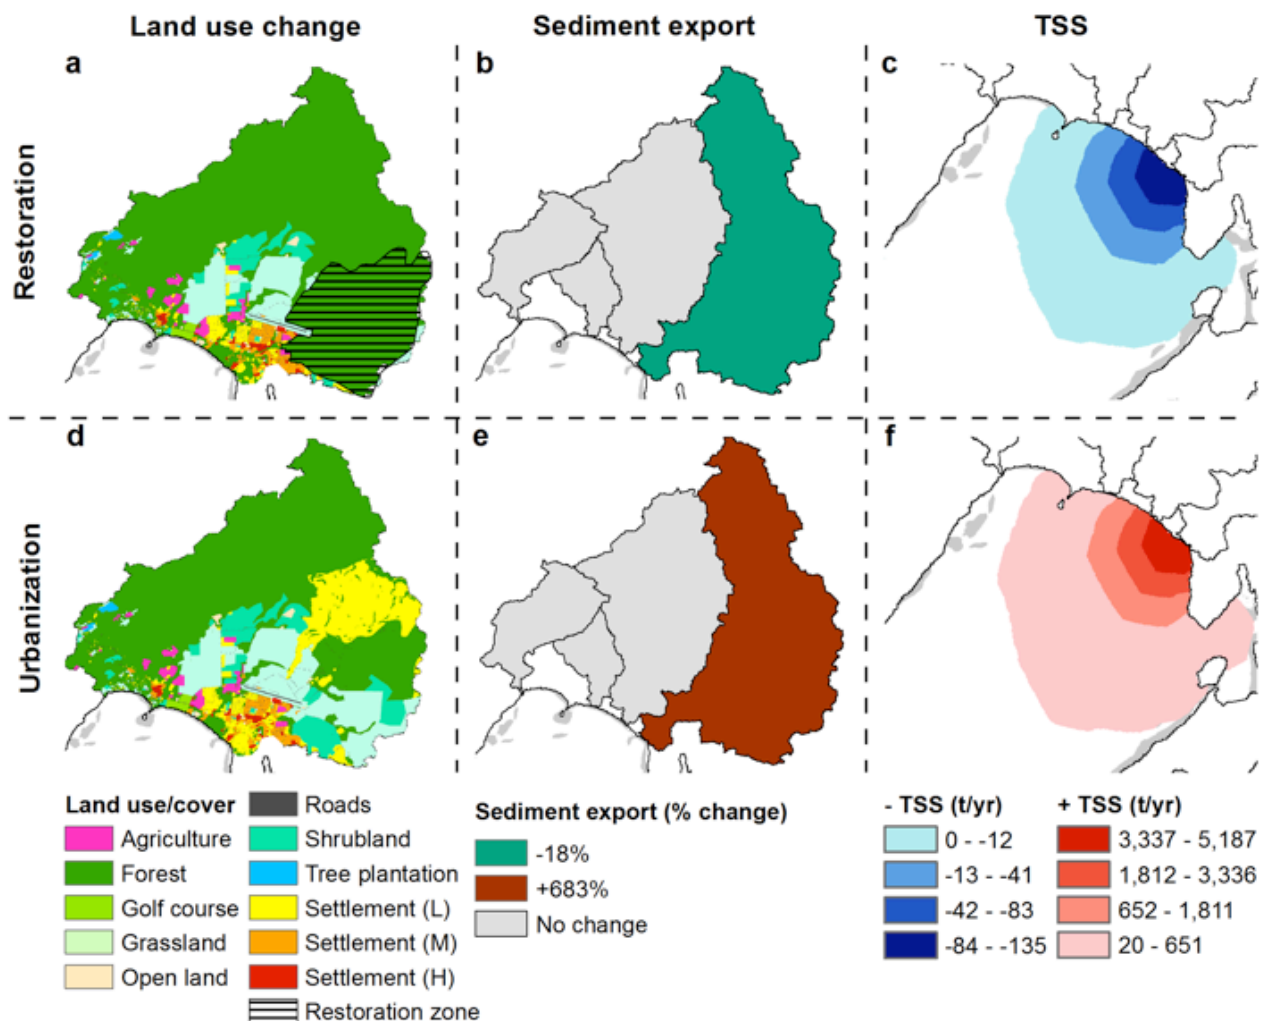 Land use change
Sediment export
TSS
a
b
c
Restoration
d
e
f
Urbanization
Land use/cover
Agriculture
Forest
Golf course
Grassland
Open land
Roads
Shrubland
Tree plantation
Settlement (L)
Settlement (M)
Settlement (H)
Restoration zone
Sediment export (% change)
-18%
+683%
No change
- TSS (t/yr)
0 - -12
-13 - -41
-42 - -83
-84 - -135
+ TSS (t/yr)
3,337 - 5,187
1,812 - 3,336
652 - 1,811
20 - 651